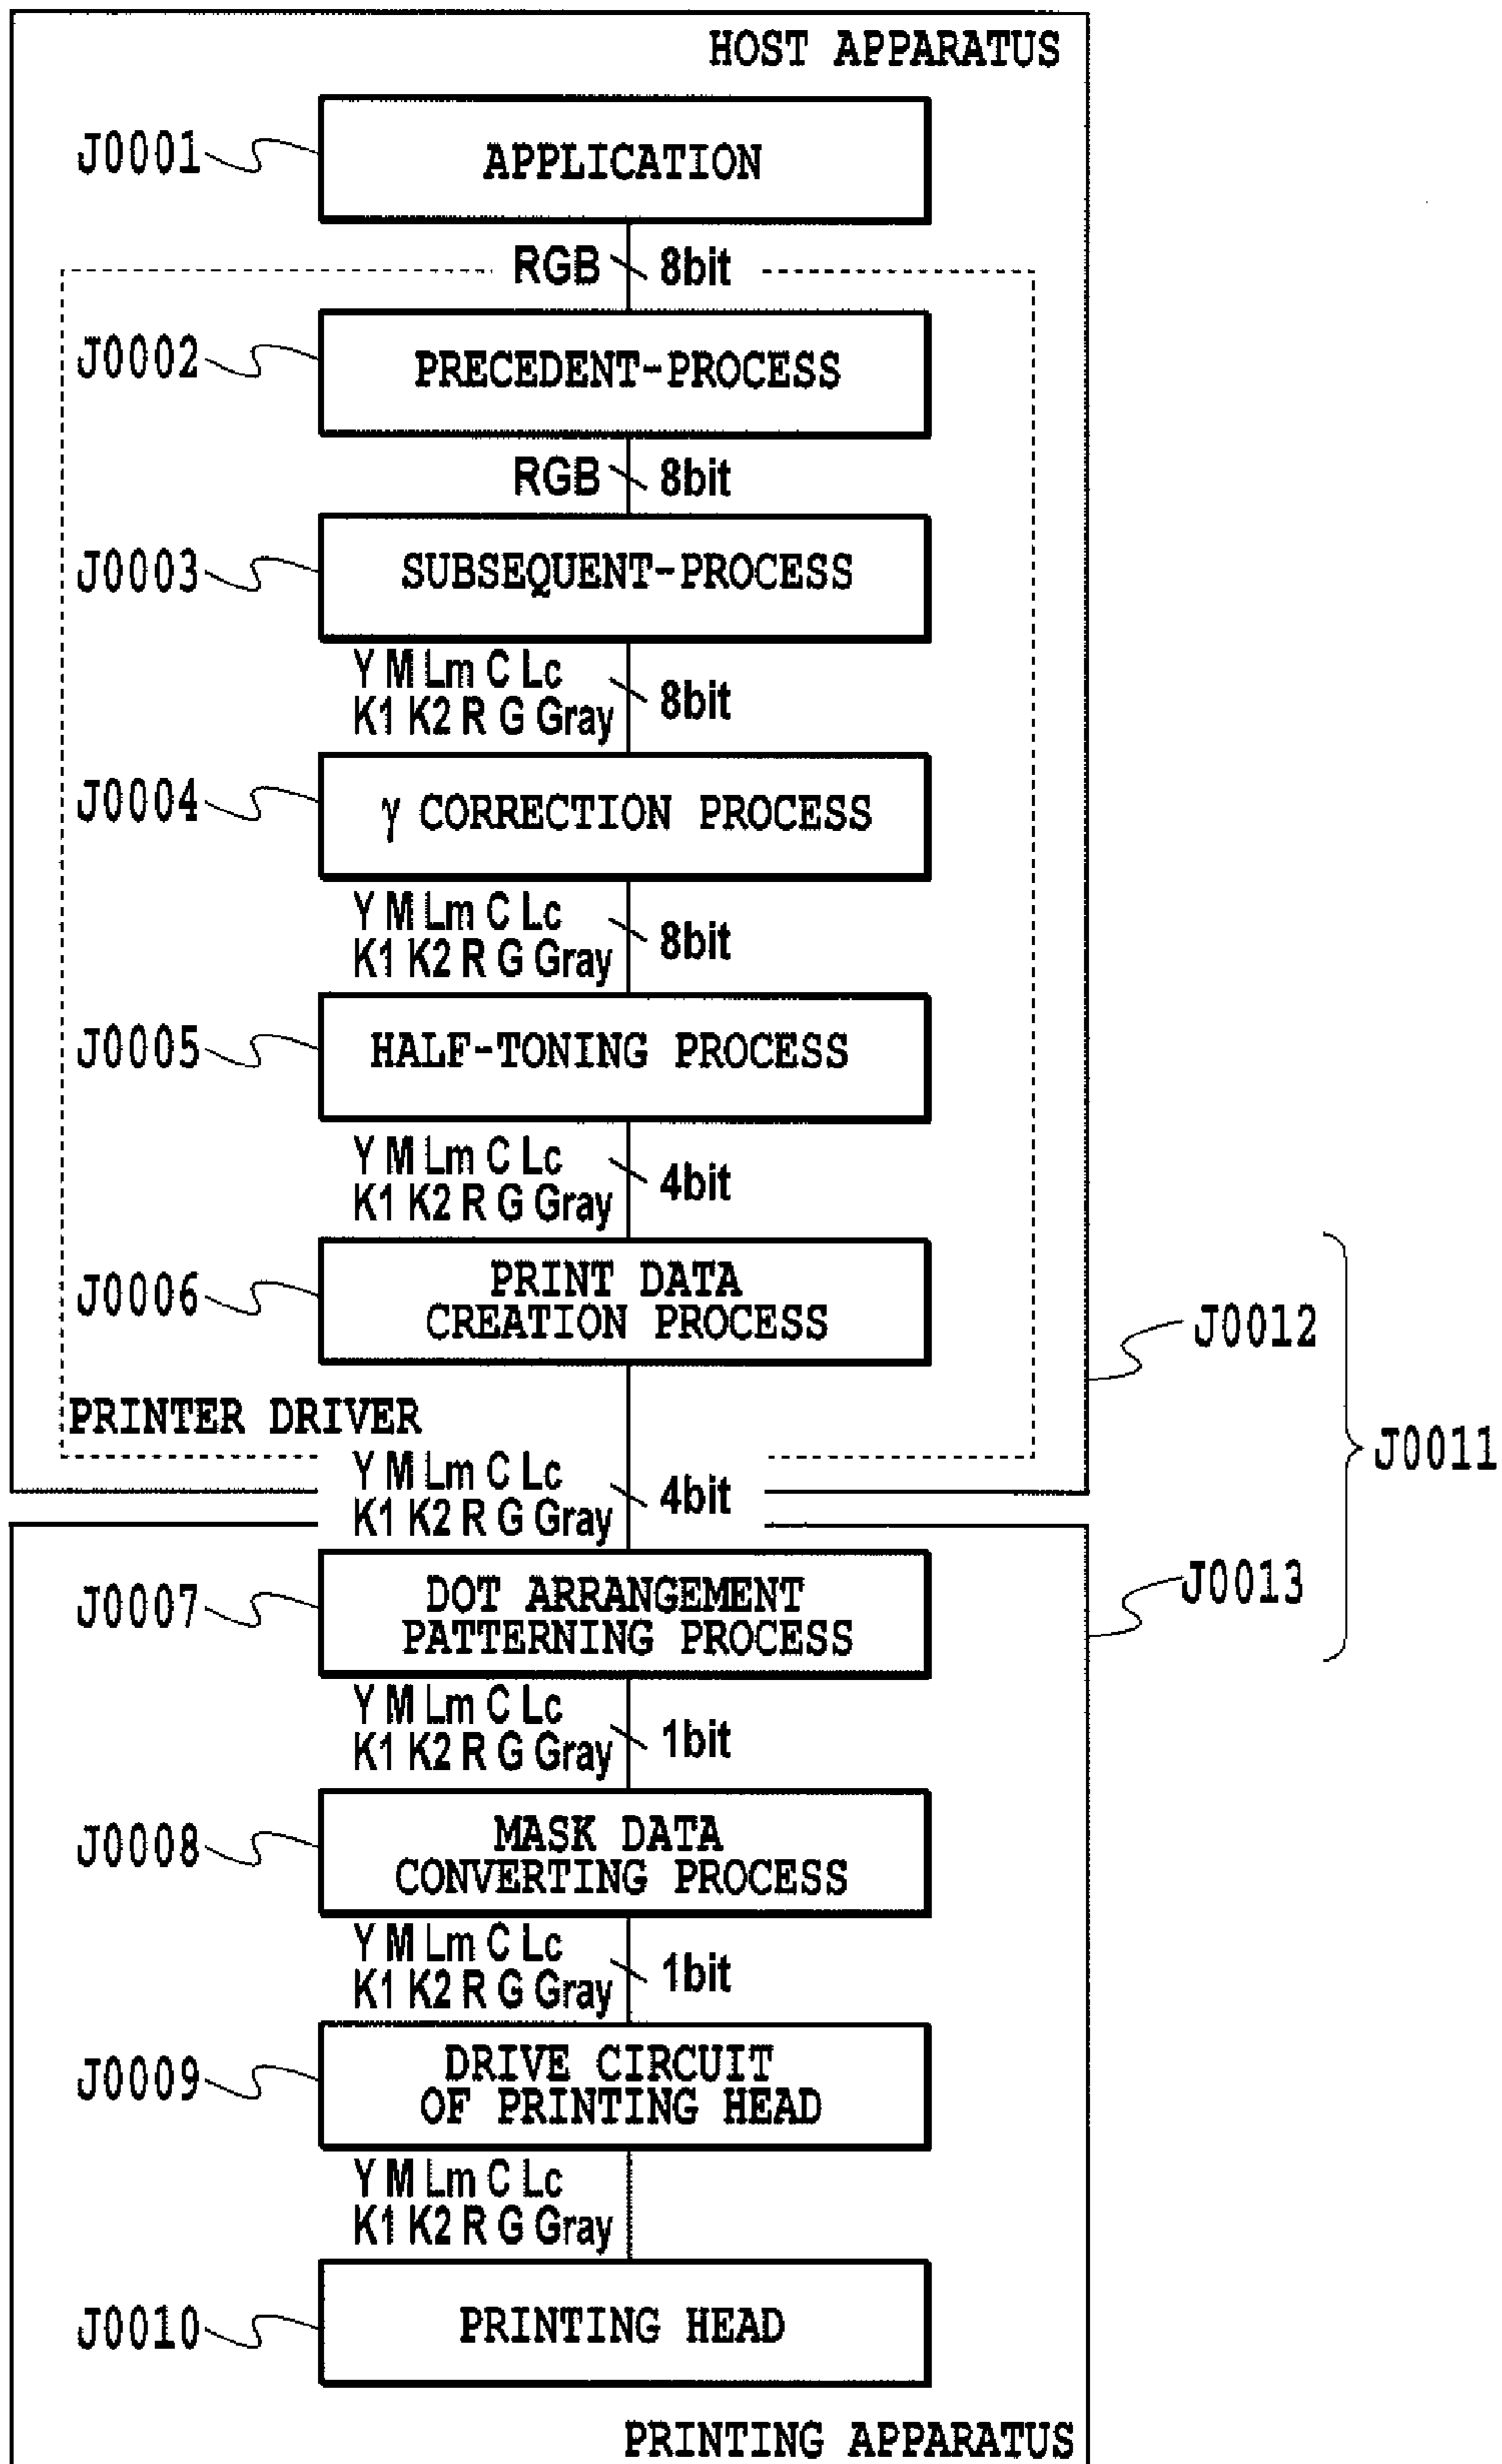 HOST APPARATUS
J0001
APPLICATION
RGB 8bit
J0002
PRECEDENT-PROCESS
RGB 8bit
J0003
SUBSEQUENT-PROCESS
Y M Lm C Lc
K1 K2 R G Gray
8bit
J0004
γ CORRECTION PROCESS
Y M Lm C Lc
K1 K2 R G Gray
8bit
J0005
HALF-TONING PROCESS
Y M Lm C Lc
K1 K2 R G Gray
4bit
J0006
PRINT DATA
CREATION PROCESS
J0012
PRINTER DRIVER
J0011
Y M Lm C Lc
K1 K2 R G Gray
4bit
J0007
DOT ARRANGEMENT
PATTERNING PROCESS
J0013
Y M Lm C Lc
K1 K2 R G Gray
1bit
J0008
MASK DATA
CONVERTING PROCESS
Y M Lm C Lc
K1 K2 R G Gray
1bit
J0009
DRIVE CIRCUIT
OF PRINTING HEAD
Y M Lm C Lc
K1 K2 R G Gray
J0010
PRINTING HEAD
PRINTING APPARATUS